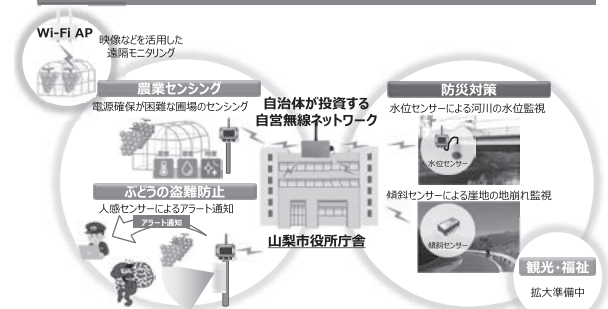 Wi-Fi AP
映像などを活用した
遠隔モニタリング
農業センシング
電源確保が困難な圃場のセンシング
ぶどうの盗難防止
人感センサーによるアラート通知
アラート通知
自治体が投資する
自営無線ネットワーク
山梨市役所庁舎
防災対策
水位センサーによる河川の水位監視
水位センサー
傾斜センサーによる崖地の地崩れ監視
傾斜センサー
観光・福祉
拡大準備中